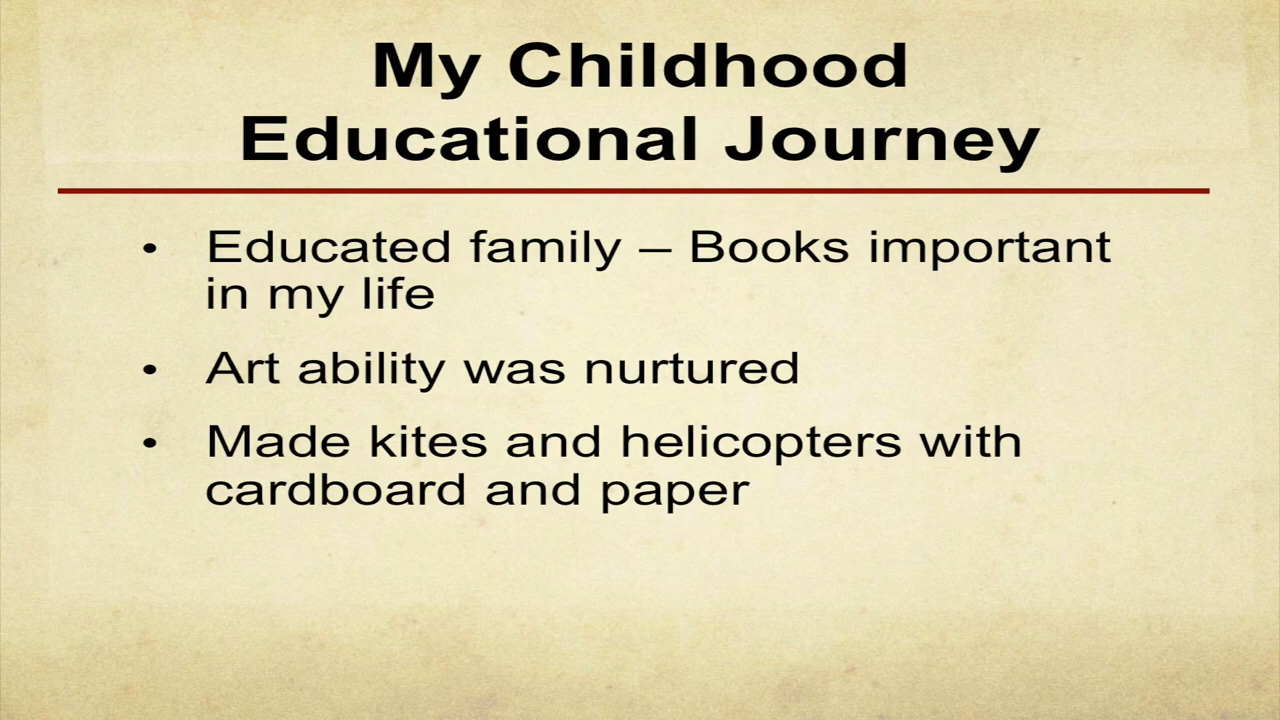 My Childhood
Educational Journey
• Educated family – Books important
in my life
• Art ability was nurtured
• Made kites and helicopters with
cardboard and paper